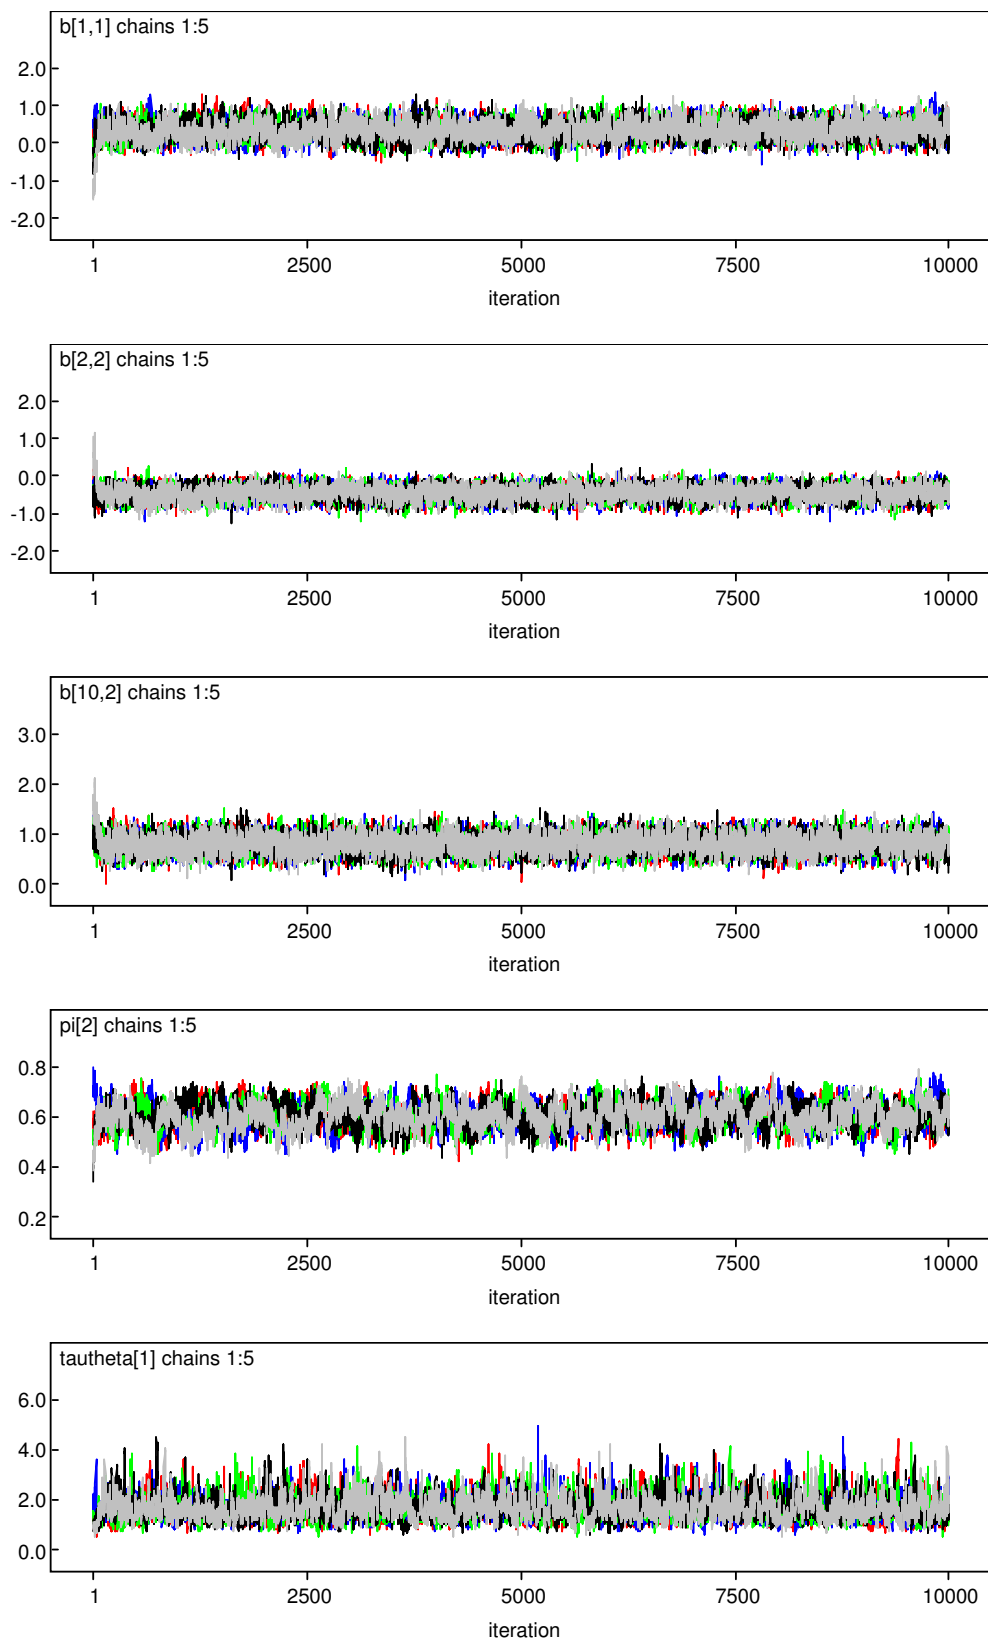 b[1,1] chains 1:5
2.0
1.0
0.0
-1.0
-2.0
1 2500 5000 7500 10000
iteration
b[2,2] chains 1:5
2.0
1.0
0.0
-1.0
-2.0
1 2500 5000 7500 10000
iteration
b[10,2] chains 1:5
3.0
2.0
1.0
0.0
1 2500 5000 7500 10000
iteration
pi[2] chains 1:5
0.8
0.6
0.4
0.2
1 2500 5000 7500 10000
iteration
tautheta[1] chains 1:5
6.0
4.0
2.0
0.0
1 2500 5000 7500 10000
iteration